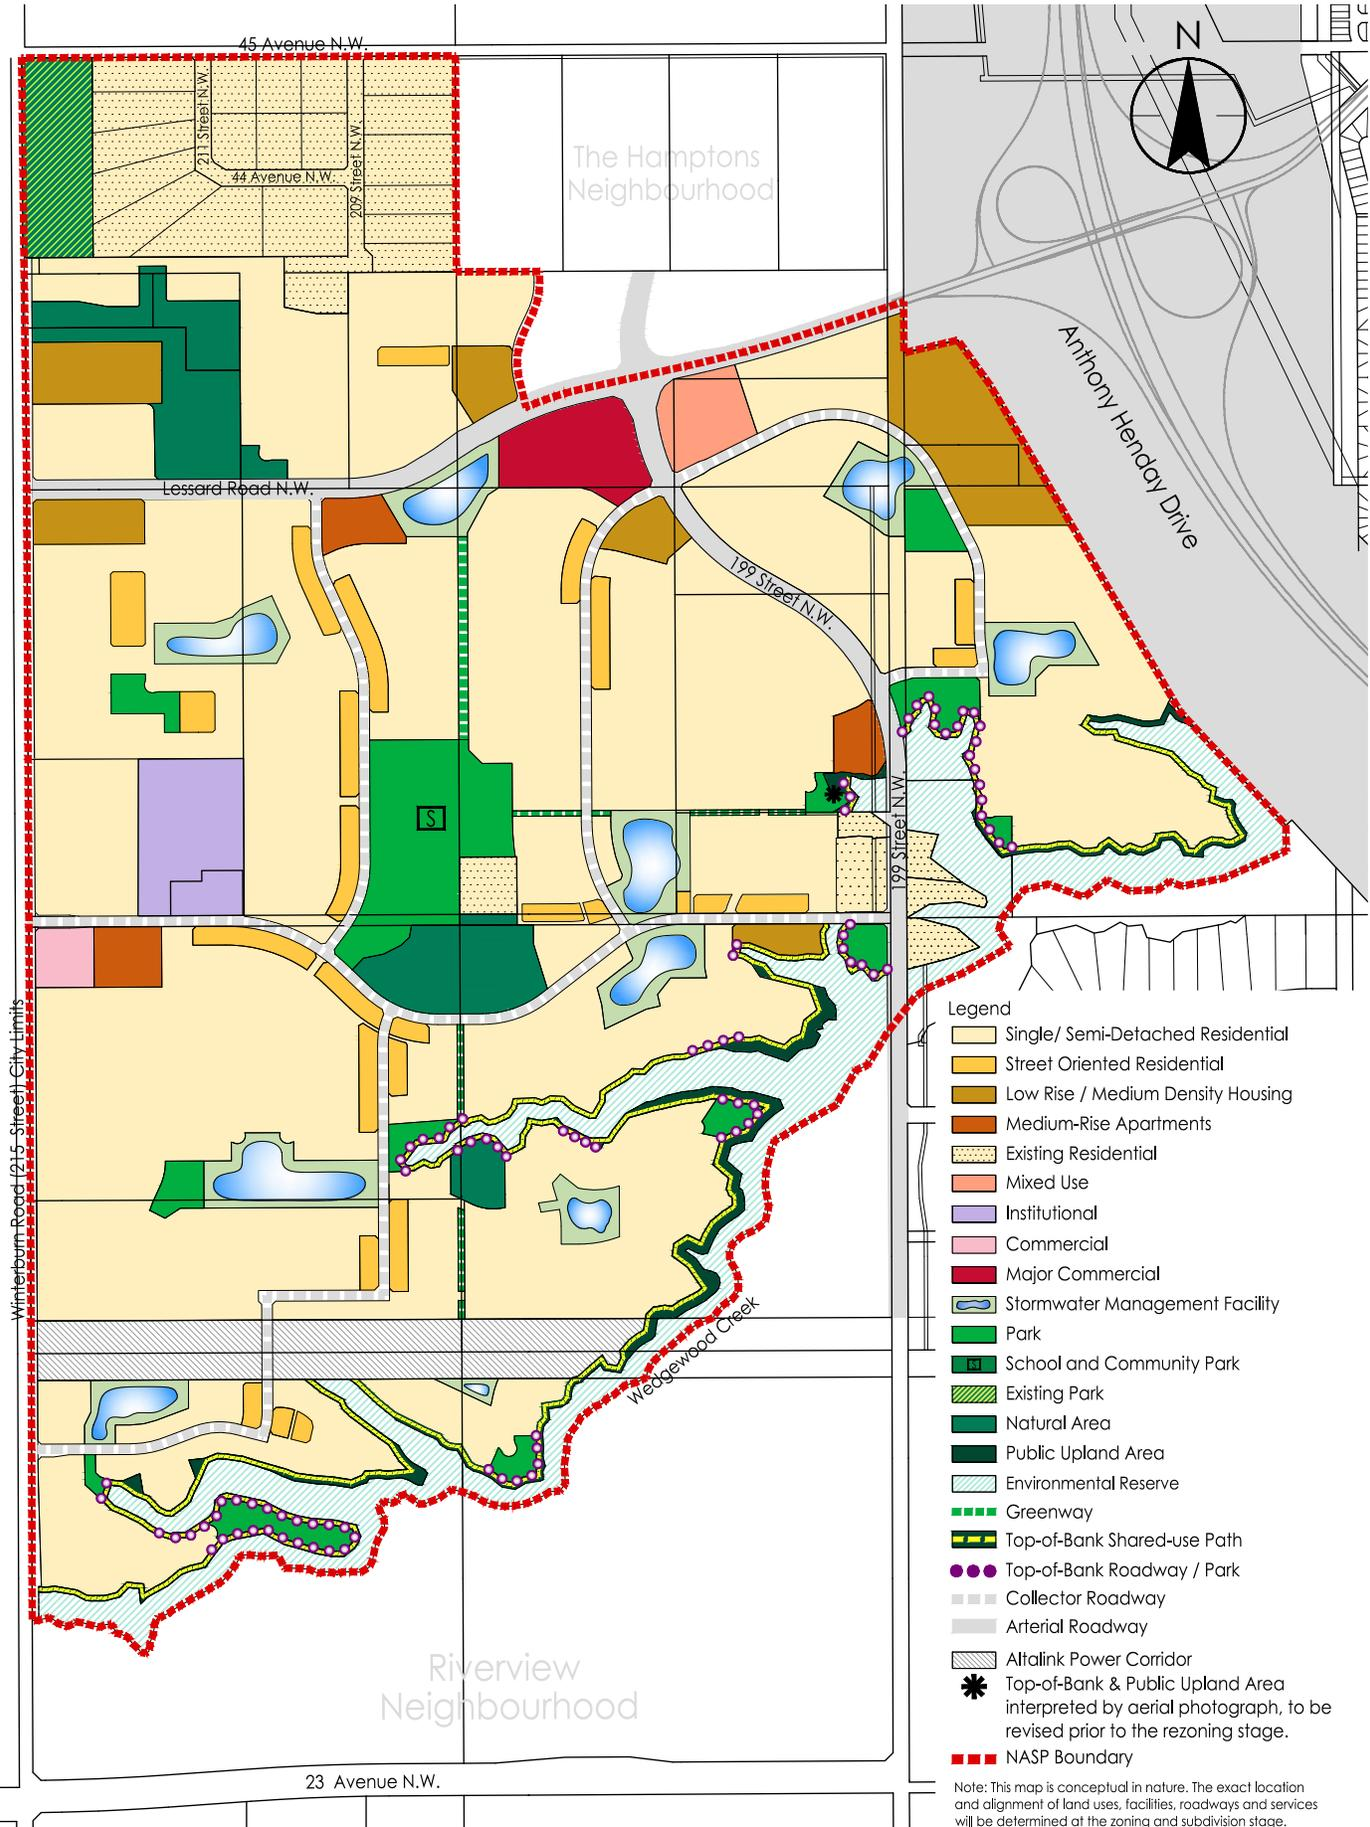 45 Avenue N.W.
N
211 Street N.W.
209 Street N.W.
44 Avenue N.W.
The Hamptons
Neighbourhood
Anthony Henday Drive
Lessard Road N.W.
199 Street N.W.
S
199 Street N.W.
Winterburn Road (215 Street) City Limits
Wedgewood Creek
Riverview
Neighbourhood
23 Avenue N.W.
Legend
Single/ Semi-Detached Residential
Street Oriented Residential
Low Rise / Medium Density Housing
Medium-Rise Apartments
Existing Residential
Mixed Use
Institutional
Commercial
Major Commercial
Stormwater Management Facility
Park
School and Community Park
Existing Park
Natural Area
Public Upland Area
Environmental Reserve
Greenway
Top-of-Bank Shared-use Path
Top-of-Bank Roadway / Park
Collector Roadway
Arterial Roadway
Altalink Power Corridor
Top-of-Bank & Public Upland Area
interpreted by aerial photograph, to be
revised prior to the rezoning stage.
NASP Boundary
Note: This map is conceptual in nature. The exact location
and alignment of land uses, facilities, roadways and services
will be determined at the zoning and subdivision stage.